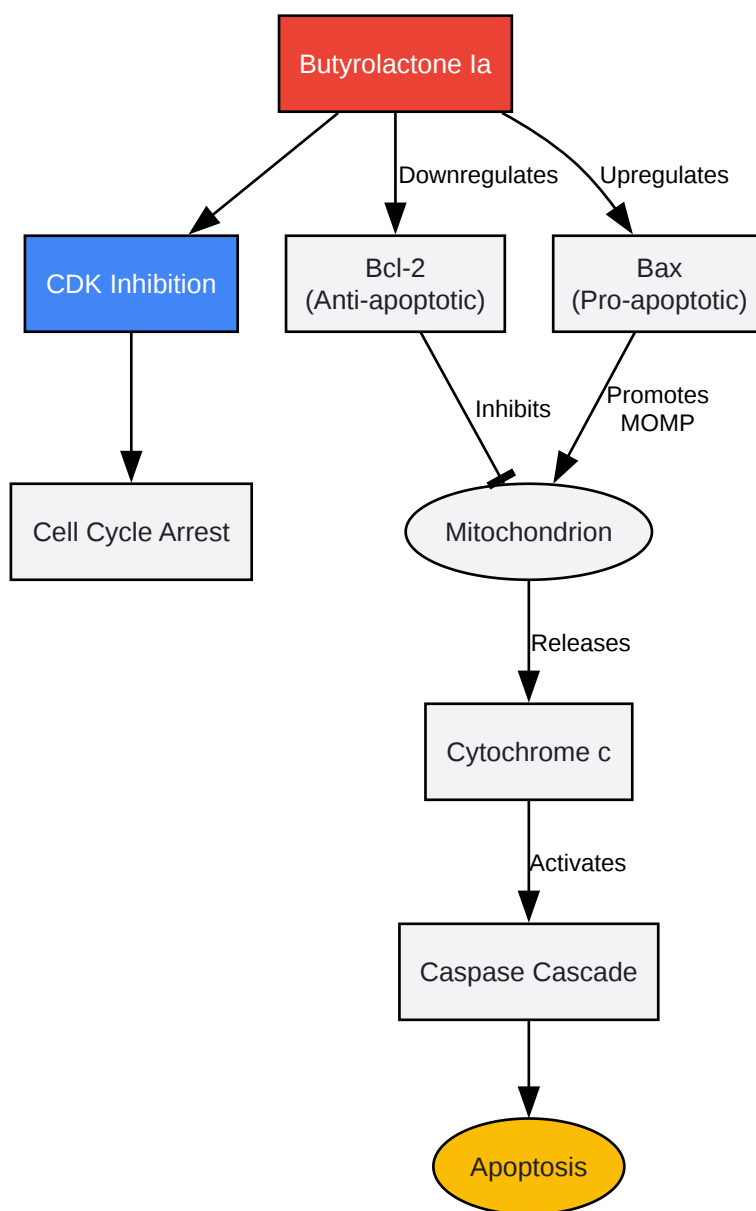 Butyrolactone Ia
Downregulates
Upregulates
CDK Inhibition
Bcl-2
(Anti-apoptotic)
Bax
(Pro-apoptotic)
Inhibits
Promotes
MOMP
Cell Cycle Arrest
Mitochondrion
Releases
Cytochrome c
Activates
Caspase Cascade
Apoptosis